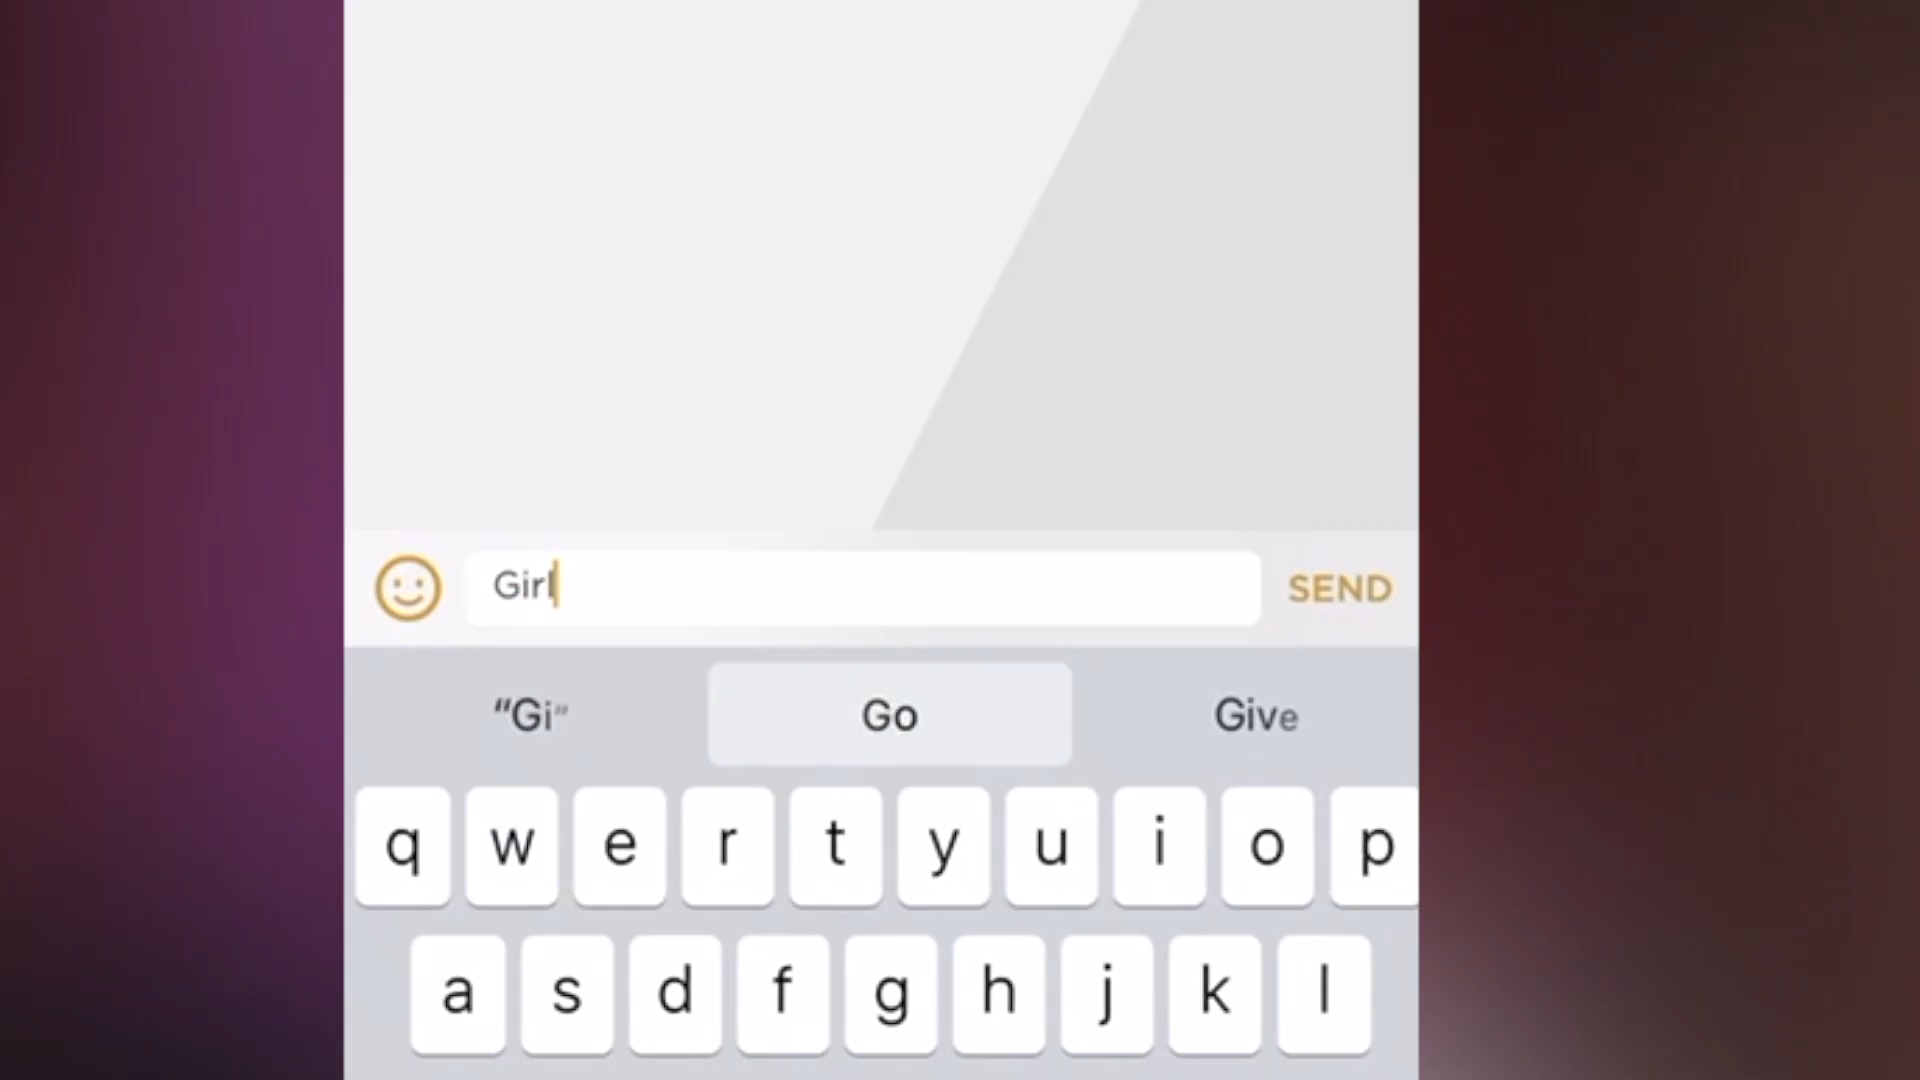 Girl
SEND
"Gi" Go Give
q w e r t y u i o p
a s d f g h j k l